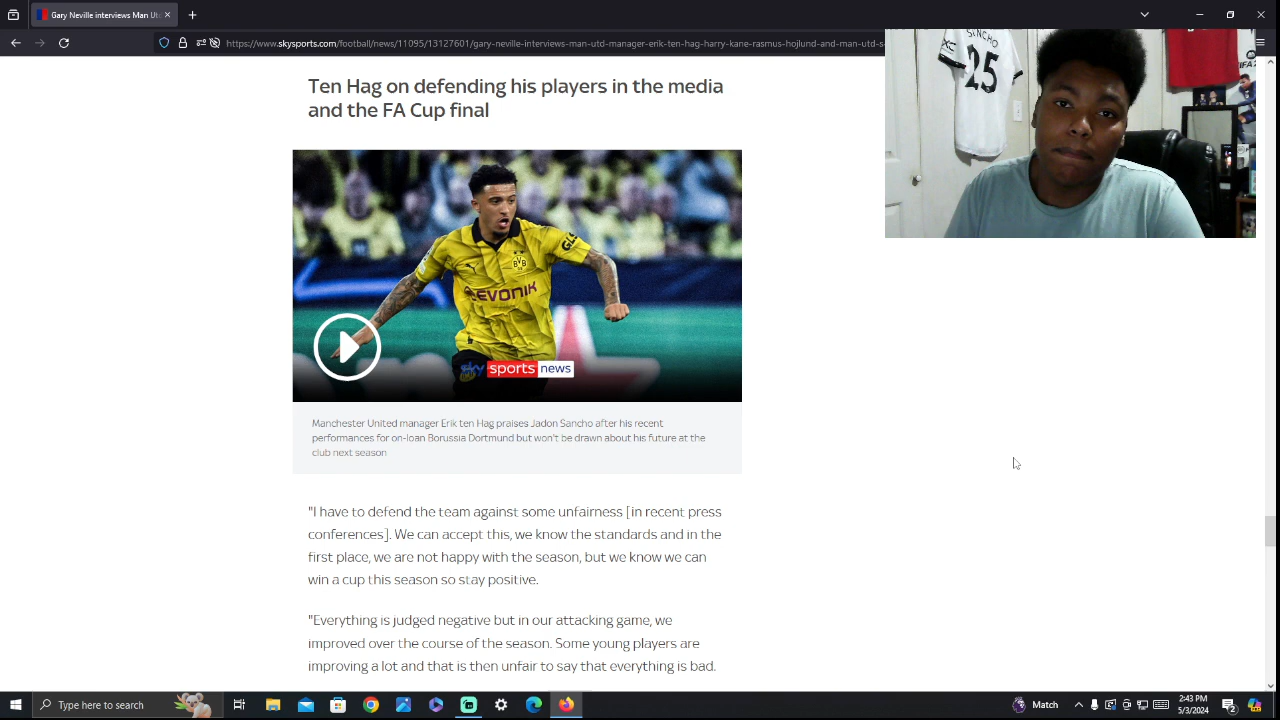 Gary Neville interviews Man Utd
https://www.skysports.com/football/news/11095/13127601/gary-neville-interviews-man-utd-manager-erik-ten-hag-harry-kane-rasmus-hojlund-and-man-utd-s
SANCHO
25
Ten Hag on defending his players in the media
and the FA Cup final
BVB
09
EVONIK
sky sports news
Manchester United manager Erik ten Hag praises Jadon Sancho after his recent
performances for on-loan Borussia Dortmund but won't be drawn about his future at the
club next season
"I have to defend the team against some unfairness [in recent press
conferences]. We can accept this, we know the standards and in the
first place, we are not happy with the season, but we know we can
win a cup this season so stay positive.
"Everything is judged negative but in our attacking game, we
improved over the course of the season. Some young players are
improving a lot and that is then unfair to say that everything is bad.
Type here to search
Match
2:43 PM
5/3/2024
2